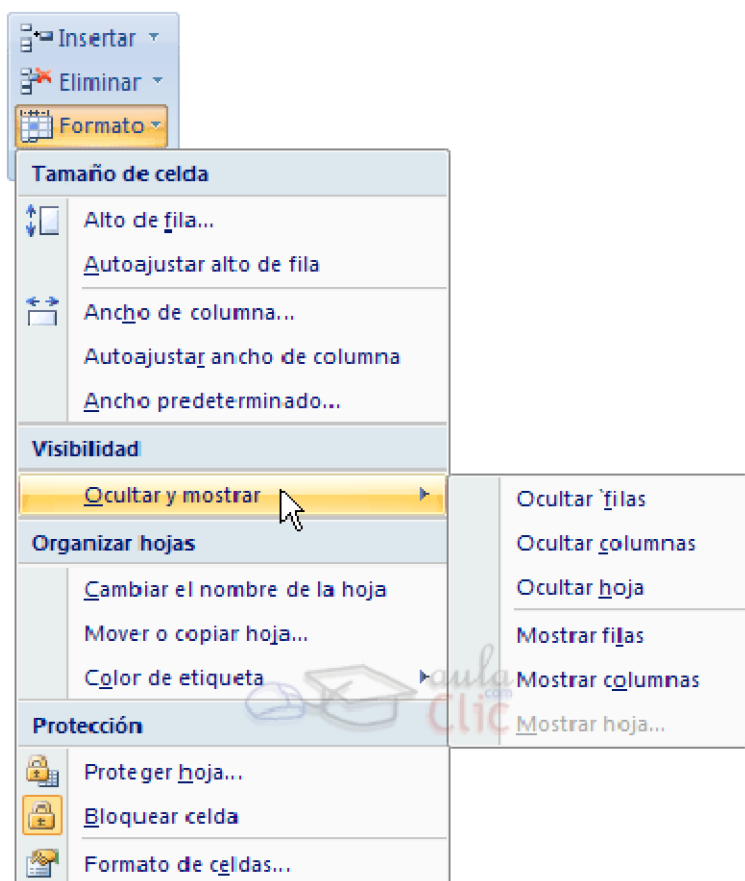 Insertar
Eliminar
Formato
Tamaño de celda
Alto de fila...
Autoajustar alto de fila
Ancho de columna...
Autoajustar ancho de columna
Ancho predeterminado...
Visibilidad
Ocultar y mostrar
Ocultar filas
Ocultar columnas
Ocultar hoja
Mostrar filas
Mostrar columnas
Mostrar hoja...
Organizar hojas
Cambiar el nombre de la hoja
Mover o copiar hoja...
Color de etiqueta
Protección
Proteger hoja...
Bloquear celda
Formato de celdas...
aula
Clic
com